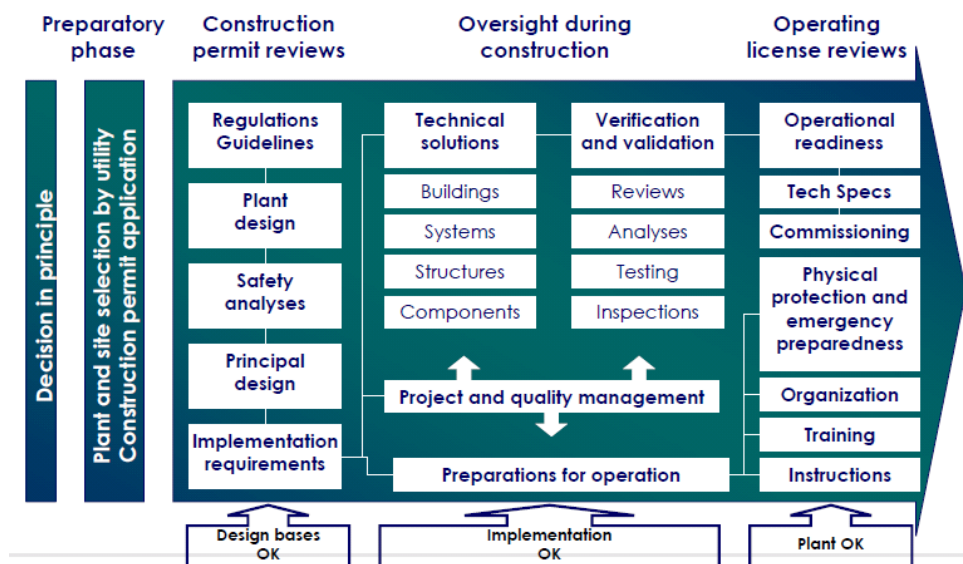 Preparatory
phase
Construction
permit reviews
Oversight during
construction
Operating
license reviews
Decision in principle
Plant and site selection by utility
Construction permit application
Regulations
Guidelines
Plant
design
Safety
analyses
Principal
design
Implementation
requirements
Technical
solutions
Buildings
Systems
Structures
Components
Verification
and validation
Reviews
Analyses
Testing
Inspections
Project and quality management
Preparations for operation
Operational
readiness
Tech Specs
Commissioning
Physical
protection and
emergency
preparedness
Organization
Training
Instructions
Design bases
OK
Implementation
OK
Plant OK